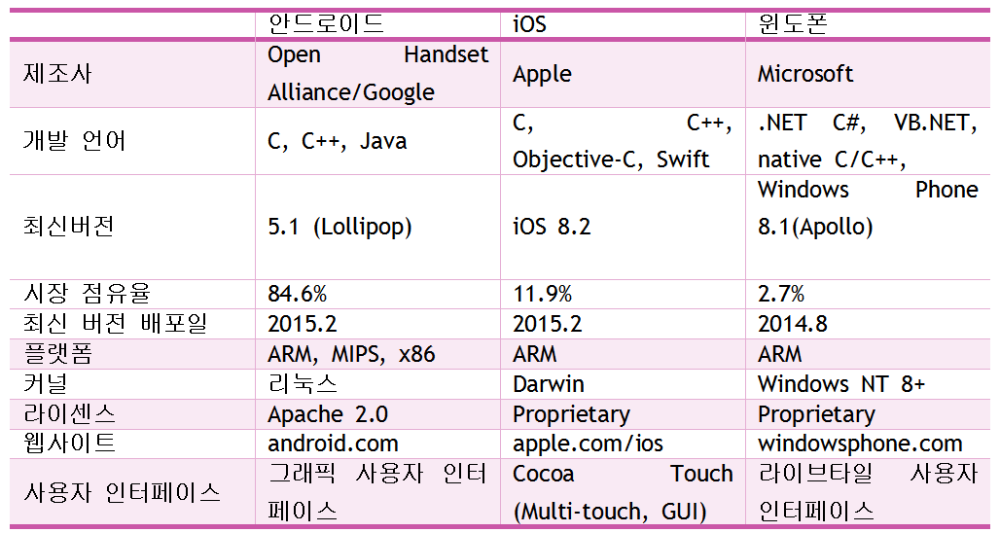 안드로이드 iOS 윈도폰
제조사 Open Handset Alliance/Google Apple Microsoft
개발 언어 C, C++, Java C, C++, Objective-C, Swift .NET C#, VB.NET, native C/C++,
최신버전 5.1 (Lollipop) iOS 8.2 Windows Phone 8.1(Apollo)
시장 점유율 84.6% 11.9% 2.7%
최신 버전 배포일 2015.2 2015.2 2014.8
플랫폼 ARM, MIPS, x86 ARM ARM
커널 리눅스 Darwin Windows NT 8+
라이센스 Apache 2.0 Proprietary Proprietary
웹사이트 android.com apple.com/ios windowsphone.com
사용자 인터페이스 그래픽 사용자 인터페이스 Cocoa Touch (Multi-touch, GUI) 라이브타일 사용자 인터페이스